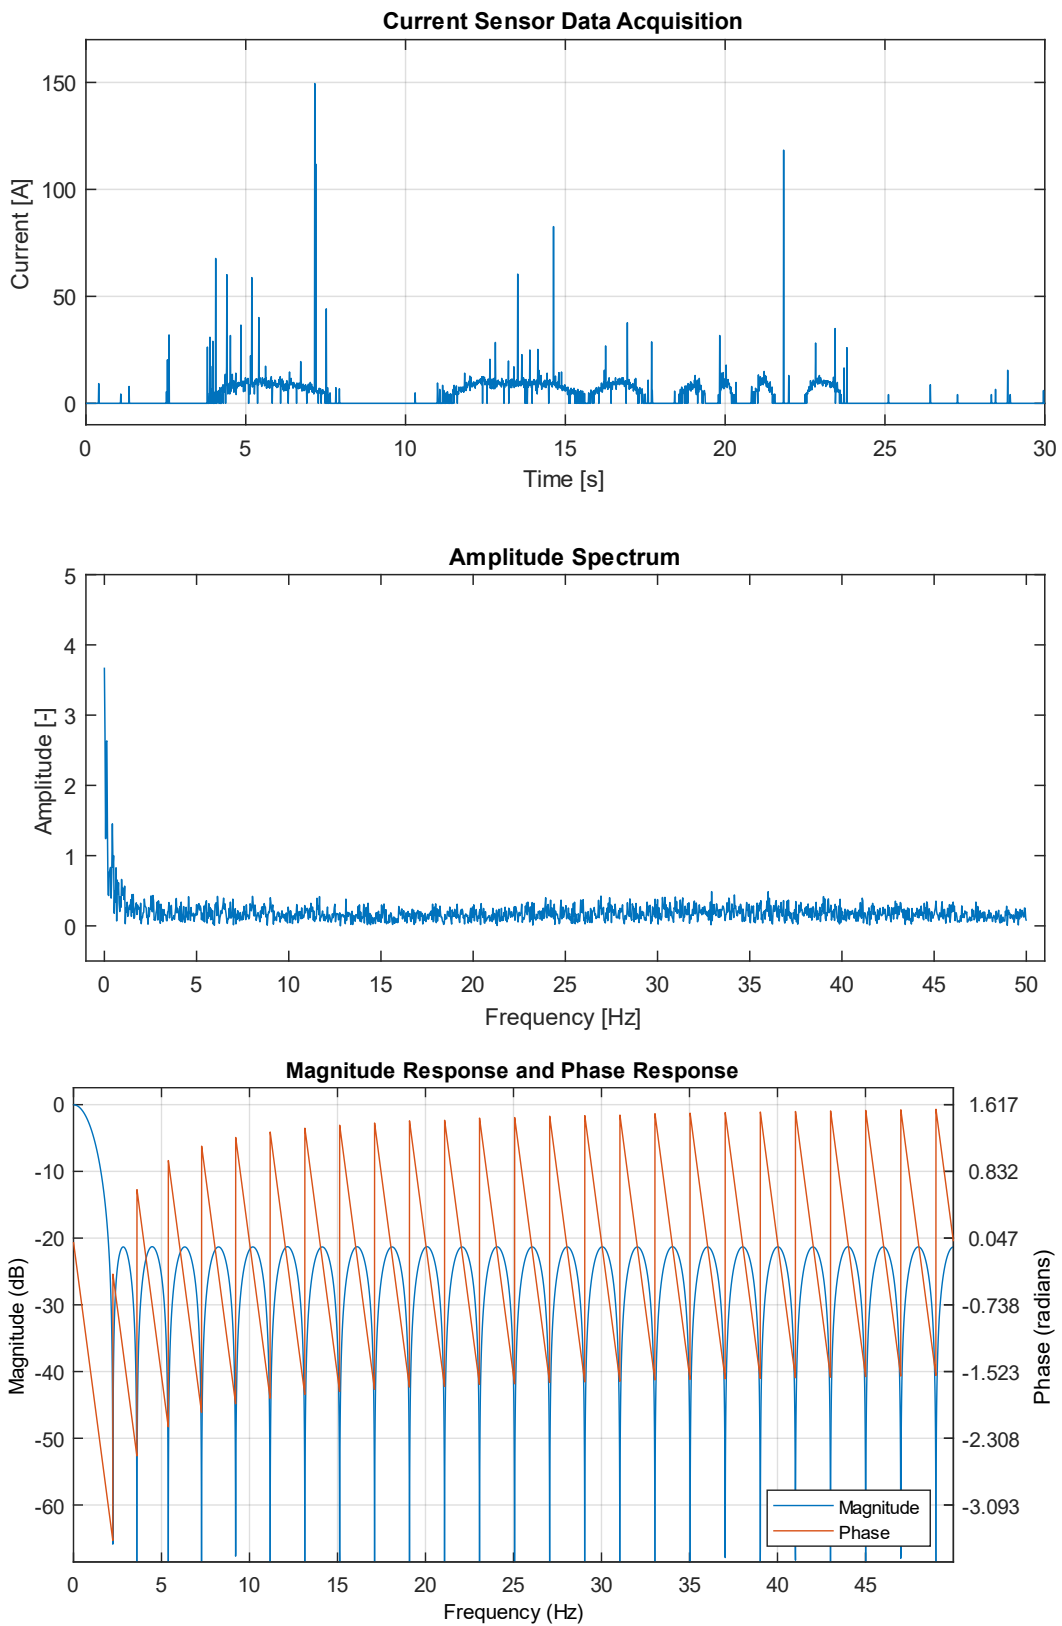 Current Sensor Data Acquisition
150
100
50
0
Current [A]
0 5 10 15 20 25 30
Time [s]
Amplitude Spectrum
5
4
3
2
1
0
Amplitude [-]
0 5 10 15 20 25 30 35 40 45 50
Frequency [Hz]
Magnitude Response and Phase Response
0
-10
-20
-30
-40
-50
-60
Magnitude (dB)
1.617
0.832
0.047
-0.738
-1.523
-2.308
-3.093
Phase (radians)
Magnitude
Phase
0 5 10 15 20 25 30 35 40 45
Frequency (Hz)